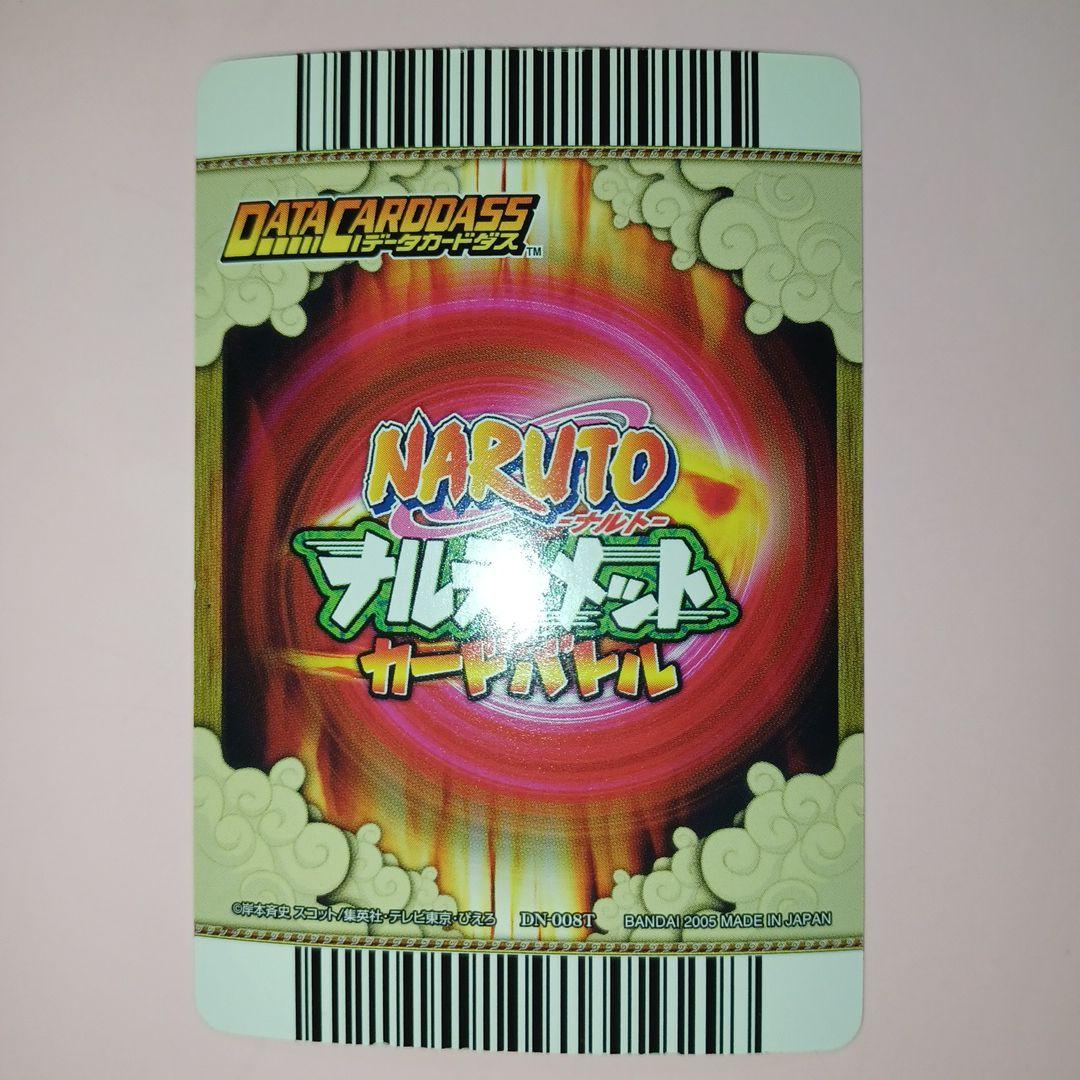 DATA CARDDASS
データカードダス TM
NARUTO
-ナルト-
ナルティメット
カードバトル
©岸本斉史 スコット/集英社・テレビ東京・ぴえろ DN-008T BANDAI 2005 MADE IN JAPAN